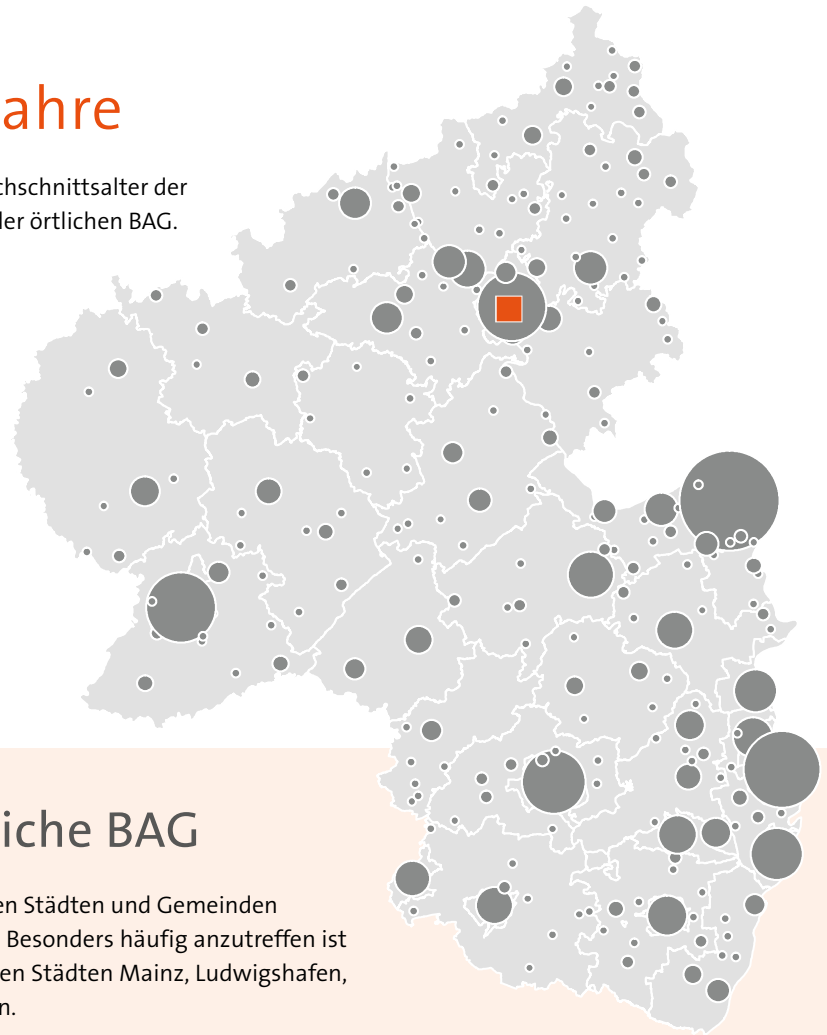 ahre
chschnittsalter der
ler örtlichen BAG.
iche BAG
en Städten und Gemeinden
Besonders häufig anzutreffen ist
en Städten Mainz, Ludwigshafen,
n.